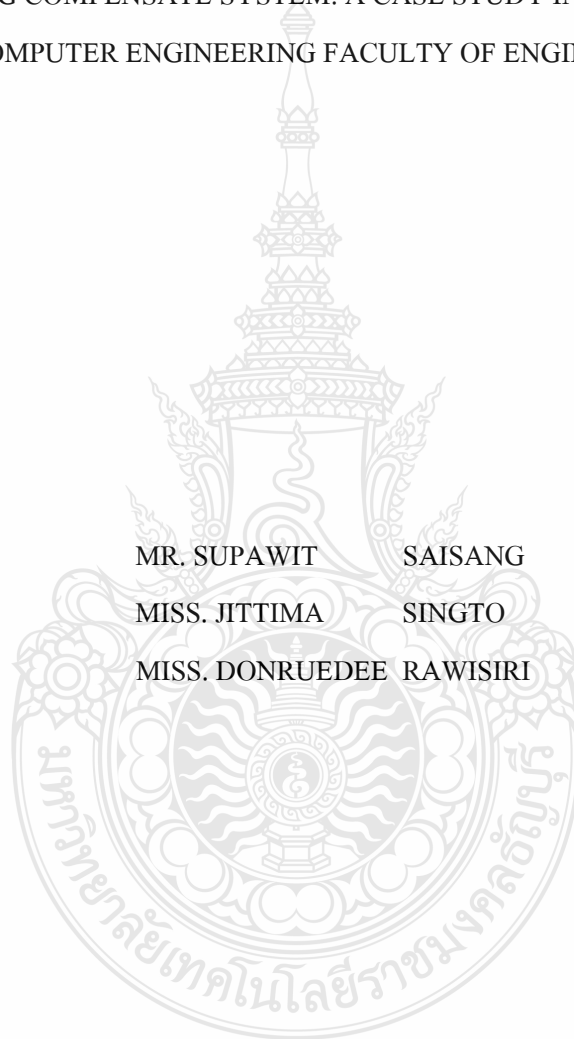 G COMPENSATE SYSTEM: A CASE STUDY IN
OMPUTER ENGINEERING FACULTY OF ENGI
MR. SUPAWIT SAISANG
MISS. JITTIMA SINGTO
MISS. DONRUEDEE RAWISIRI
มหาวิทยาลัยเทคโนโลยีราชมงคลธัญบุรี